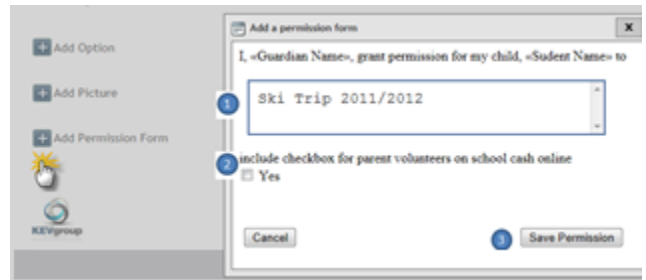 Add Option
Add Picture
Add Permission Form
KEVgroup
Add a permission form
x
I, «Guardian Name», grant permission for my child, «Sudent Name» to
1
Ski Trip 2011/2012
2
include checkbox for parent volunteers on school cash online
Yes
Cancel
3
Save Permission